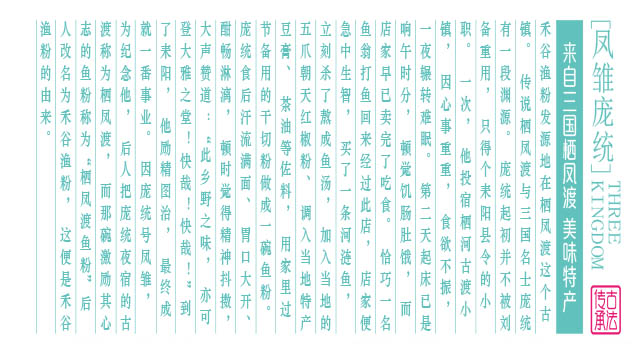 [凤雏庞统]
THREE
KINGDOM
古法
传承
来自三国栖凤渡 美味特产
禾谷渔粉发源地在栖凤渡这个古
镇。传说栖凤渡与三国名士庞统
有一段渊源。庞统起初并不被刘
备重用，只得个耒阳县令的小
职。一次，他投宿栖河古渡小
镇，因心事重重，食欲不振，
一夜辗转难眠。第二天起床已是
晌午时分，顿觉饥肠肚饿，而
店家早已卖完了吃食。恰巧一名
鱼翁打鱼回来经过此店，店家便
急中生智，买了一条河涟鱼，
立刻杀了熬成鱼汤，加入当地的
五爪朝天红椒粉、调入当地特产
豆膏、茶油等佐料，用家里过
节备用的干切粉做成一碗鱼粉。
庞统食后汗流满面、胃口大开、
酣畅淋漓，顿时觉得精神抖擞，
大声赞道：“此乡野之味，亦可
登大雅之堂！快哉！快哉！”到
了耒阳，他励精图治，最终成
就一番事业。因庞统号凤雏，
为纪念他，后人把庞统夜宿的古
渡称为栖凤渡，而那碗激励其心
志的鱼粉称为“栖凤渡鱼粉”后
人改名为禾谷渔粉，这便是禾谷
渔粉的由来。